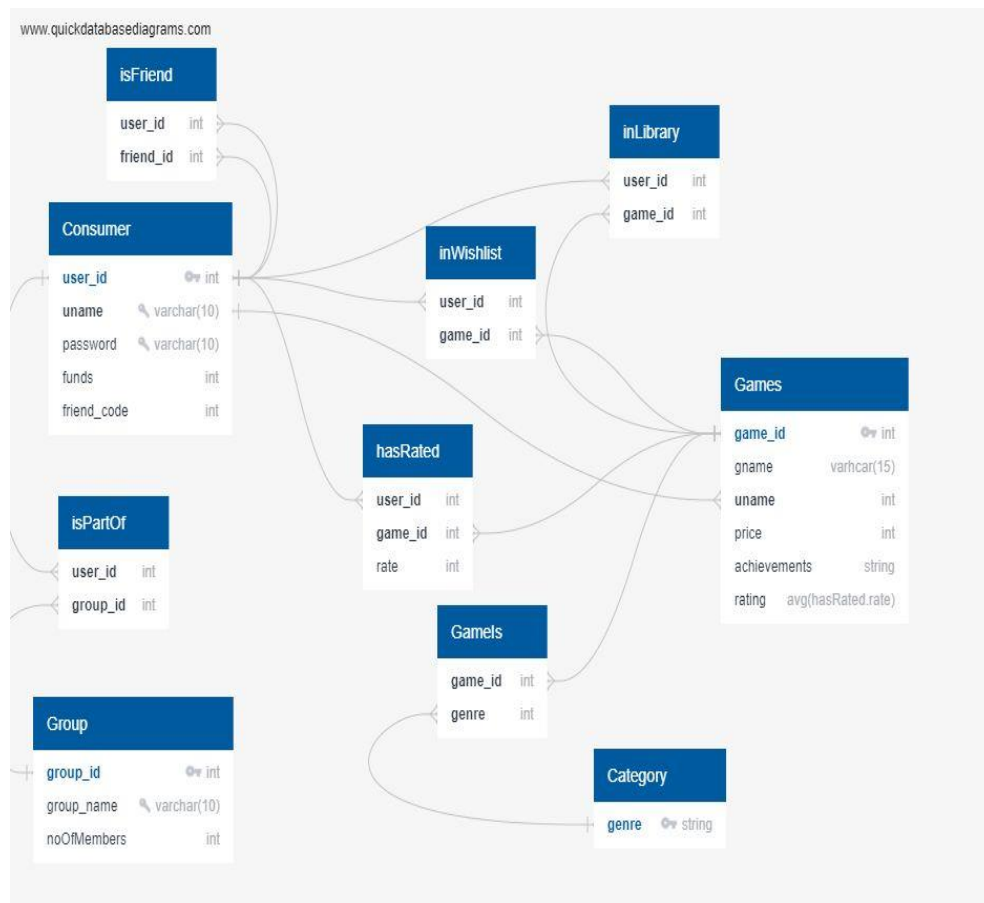 www.quickdatabasediagrams.com
isFriend
user_id int
friend_id int
inLibrary
user_id int
game_id int
Consumer
user_id int
uname varchar(10)
password varchar(10)
funds int
friend_code int
inWishlist
user_id int
game_id int
Games
game_id int
gname varhcar(15)
uname int
price int
achievements string
rating avg(hasRated.rate)
hasRated
user_id int
game_id int
rate int
isPartOf
user_id int
group_id int
GameIs
game_id int
genre int
Group
group_id int
group_name varchar(10)
noOfMembers int
Category
genre string